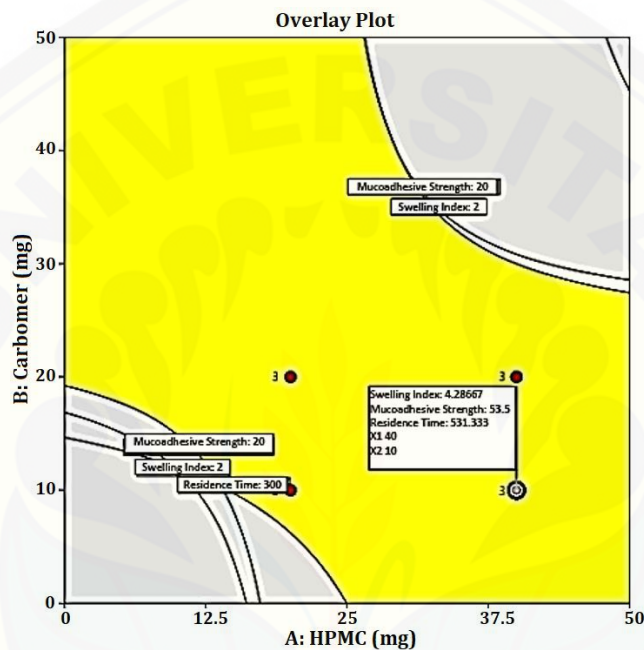 Overlay Plot
50
40
30
20
10
0
B: Carbomer (mg)
Mucoadhesive Strength: 20
Swelling Index: 2
3
3
Swelling Index: 4.28667
Mucoadhesive Strength: 53.5
Residence Time: 531.333
X1 40
X2 10
Mucoadhesive Strength: 20
Swelling Index: 2
Residence Time: 300
3
0
12.5
25
37.5
50
A: HPMC (mg)
UNIVERSITA